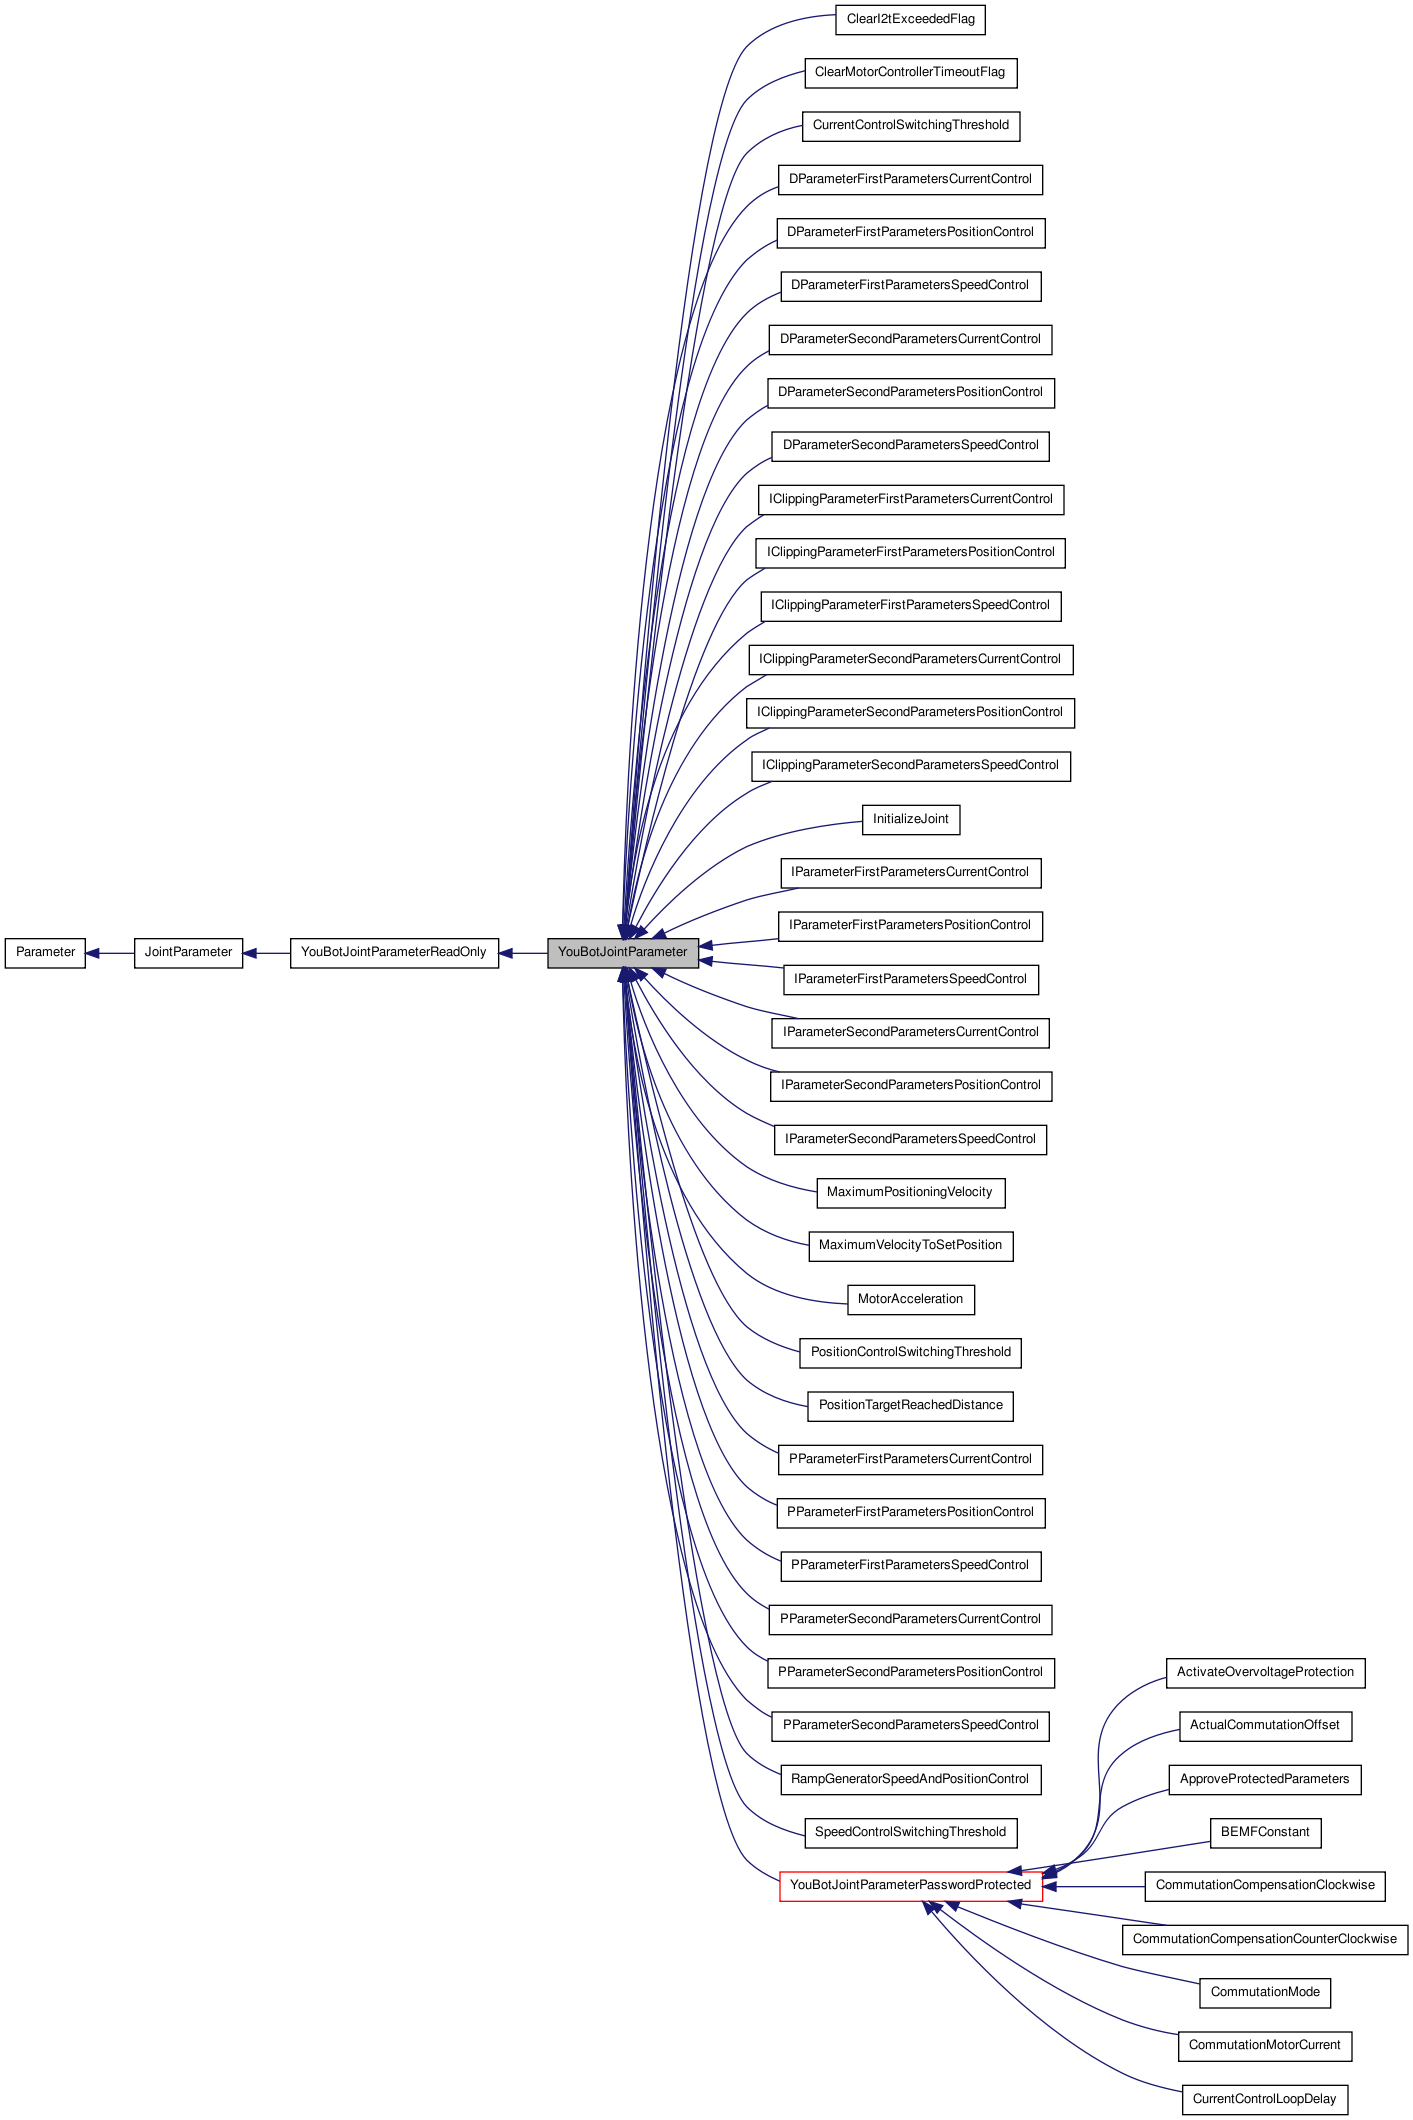 ClearI2tExceededFlag
ClearMotorControllerTimeoutFlag
CurrentControlSwitchingThreshold
DParameterFirstParametersCurrentControl
DParameterFirstParametersPositionControl
DParameterFirstParametersSpeedControl
DParameterSecondParametersCurrentControl
DParameterSecondParametersPositionControl
DParameterSecondParametersSpeedControl
IClippingParameterFirstParametersCurrentControl
IClippingParameterFirstParametersPositionControl
IClippingParameterFirstParametersSpeedControl
IClippingParameterSecondParametersCurrentControl
IClippingParameterSecondParametersPositionControl
IClippingParameterSecondParametersSpeedControl
InitializeJoint
IParameterFirstParametersCurrentControl
IParameterFirstParametersPositionControl
Parameter
JointParameter
YouBotJointParameterReadOnly
YouBotJointParameter
IParameterFirstParametersSpeedControl
IParameterSecondParametersCurrentControl
IParameterSecondParametersPositionControl
IParameterSecondParametersSpeedControl
MaximumPositioningVelocity
MaximumVelocityToSetPosition
MotorAcceleration
PositionControlSwitchingThreshold
PositionTargetReachedDistance
PParameterFirstParametersCurrentControl
PParameterFirstParametersPositionControl
PParameterFirstParametersSpeedControl
PParameterSecondParametersCurrentControl
PParameterSecondParametersPositionControl
PParameterSecondParametersSpeedControl
RampGeneratorSpeedAndPositionControl
SpeedControlSwitchingThreshold
YouBotJointParameterPasswordProtected
ActivateOvervoltageProtection
ActualCommutationOffset
ApproveProtectedParameters
BEMFConstant
CommutationCompensationClockwise
CommutationCompensationCounterClockwise
CommutationMode
CommutationMotorCurrent
CurrentControlLoopDelay